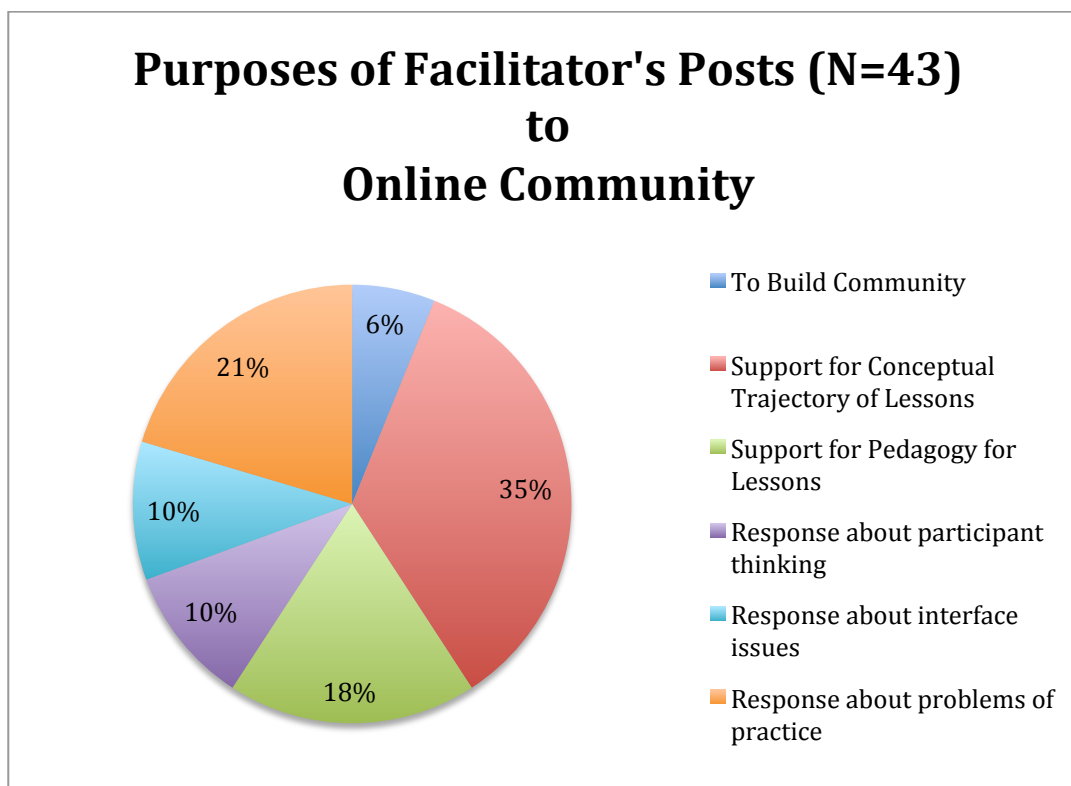 Purposes of Facilitator's Posts (N=43)
to
Online Community
6%
35%
18%
10%
10%
21%
To Build Community
Support for Conceptual
Trajectory of Lessons
Support for Pedagogy for
Lessons
Response about participant
thinking
Response about interface
issues
Response about problems of
practice